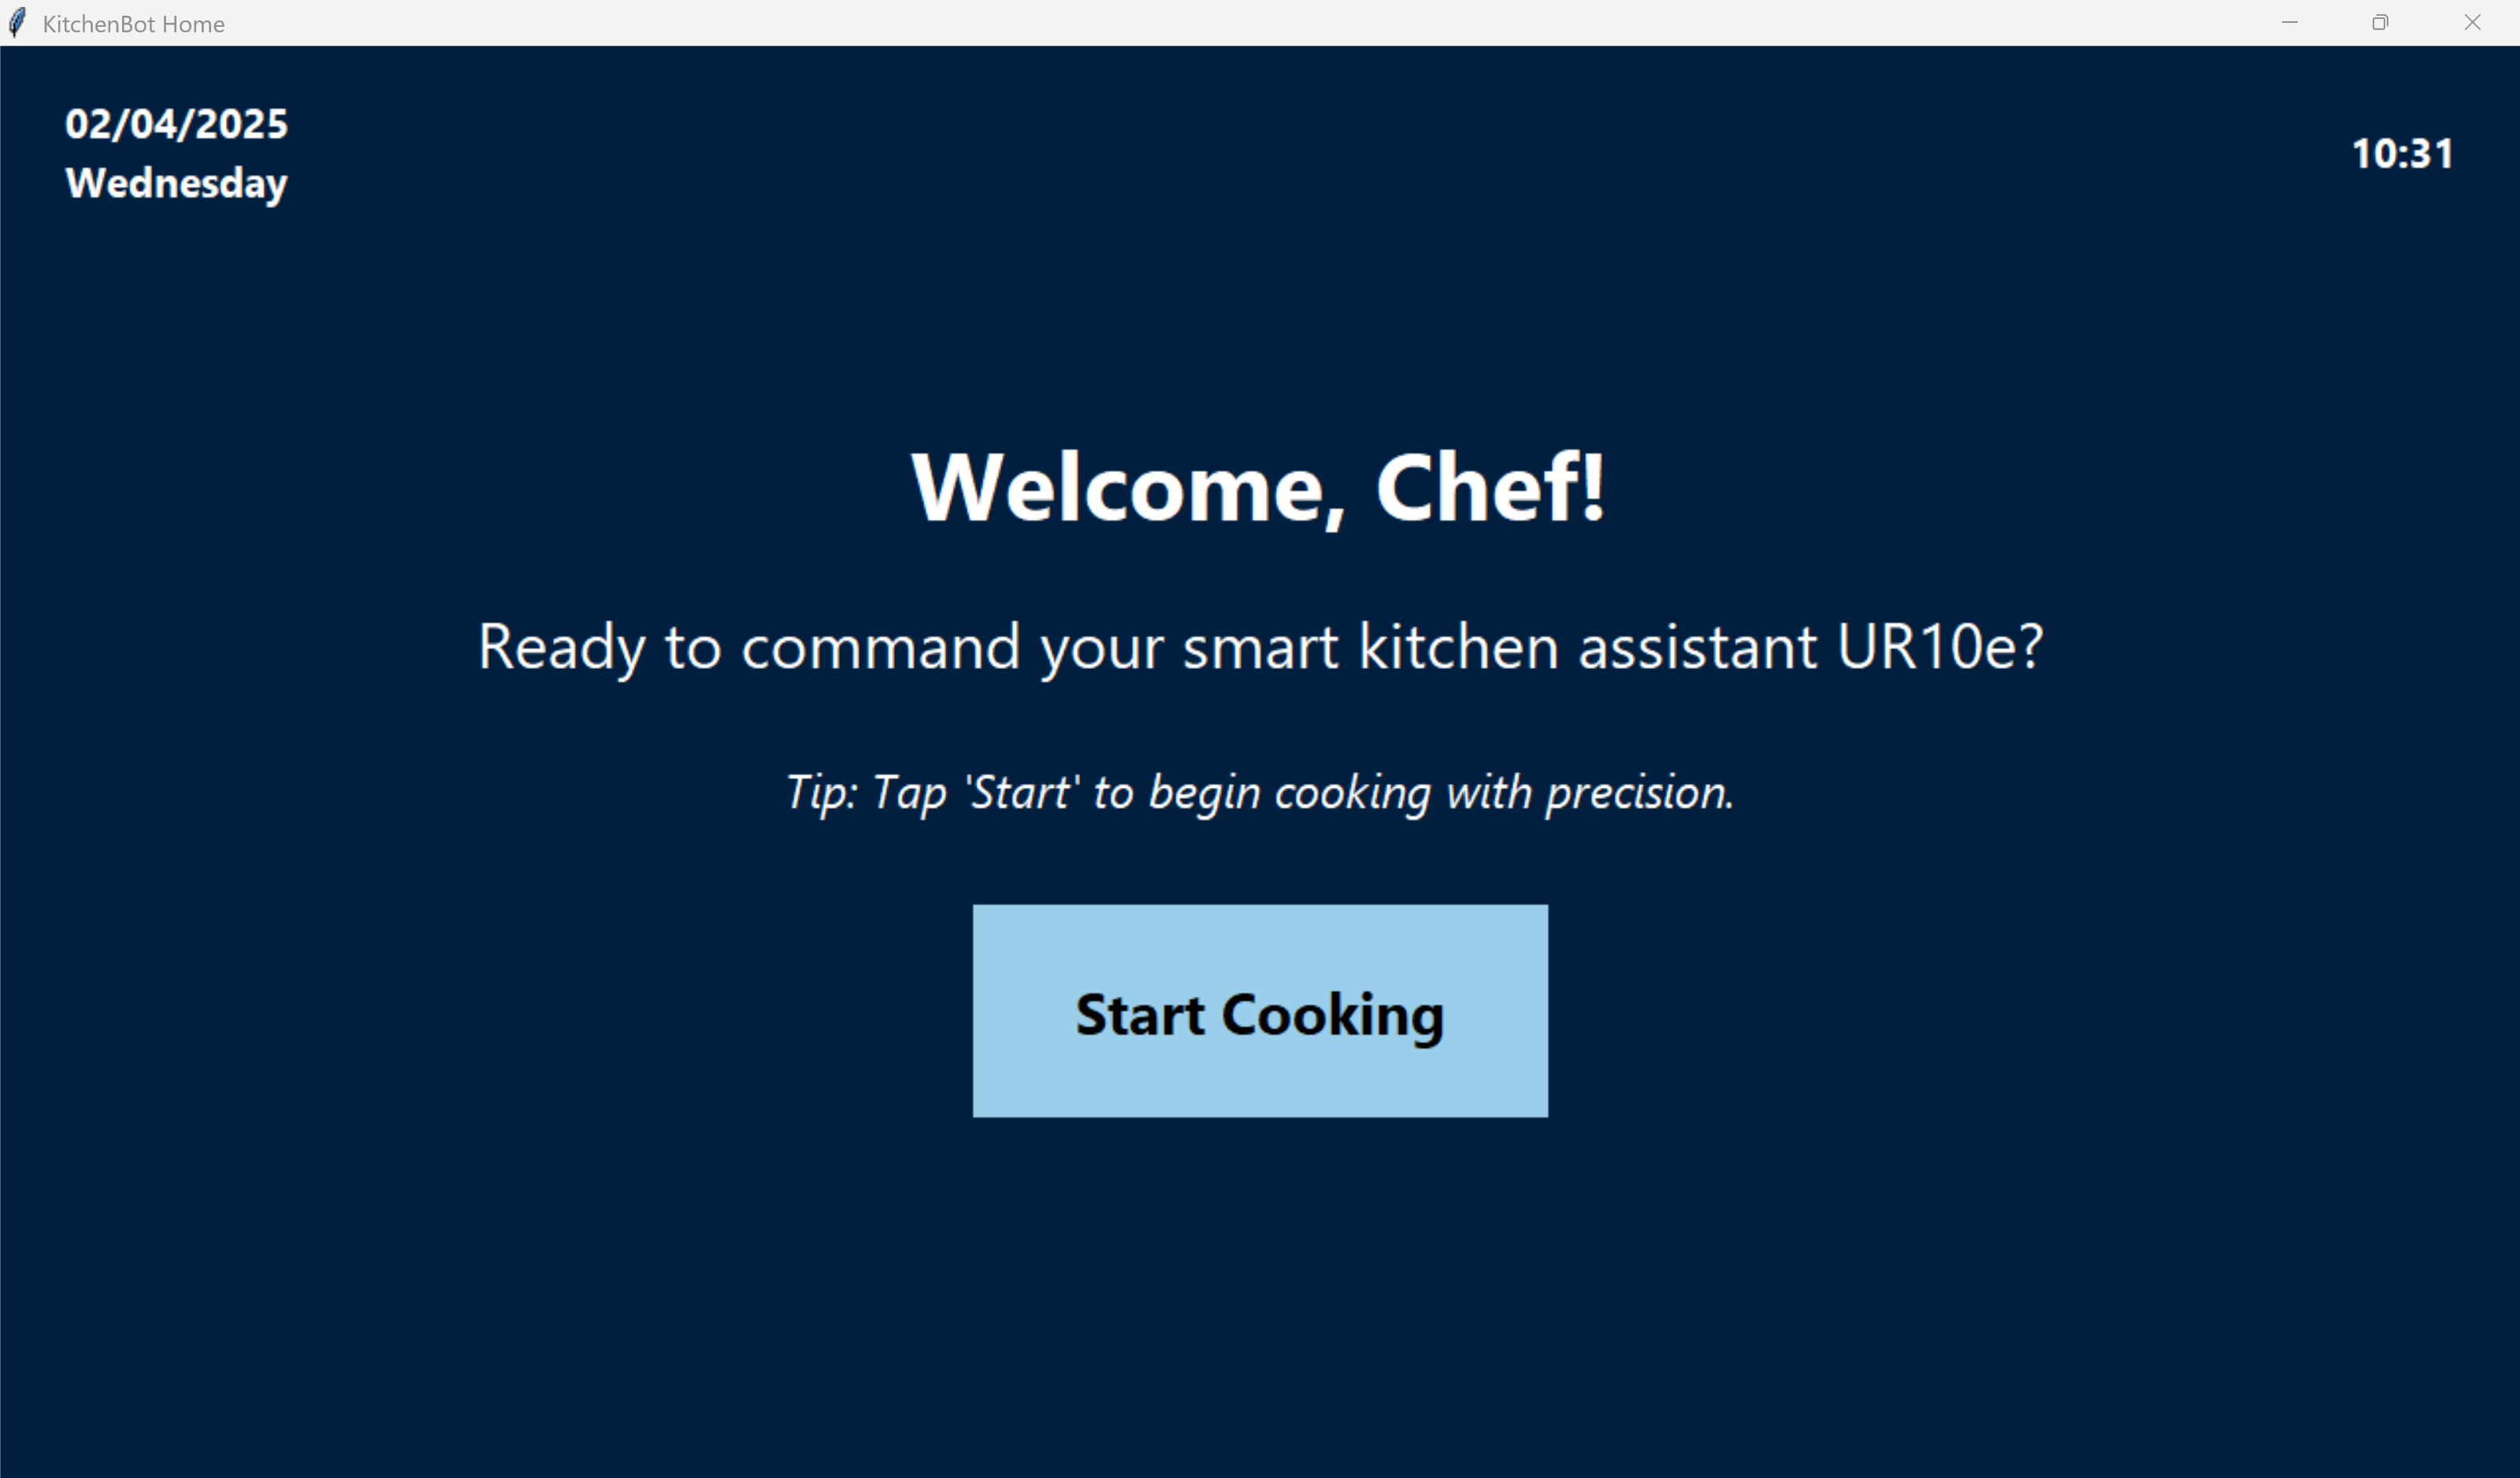 KitchenBot Home
02/04/2025
Wednesday
10:31
Welcome, Chef!
Ready to command your smart kitchen assistant UR10e?
Tip: Tap 'Start' to begin cooking with precision.
Start Cooking